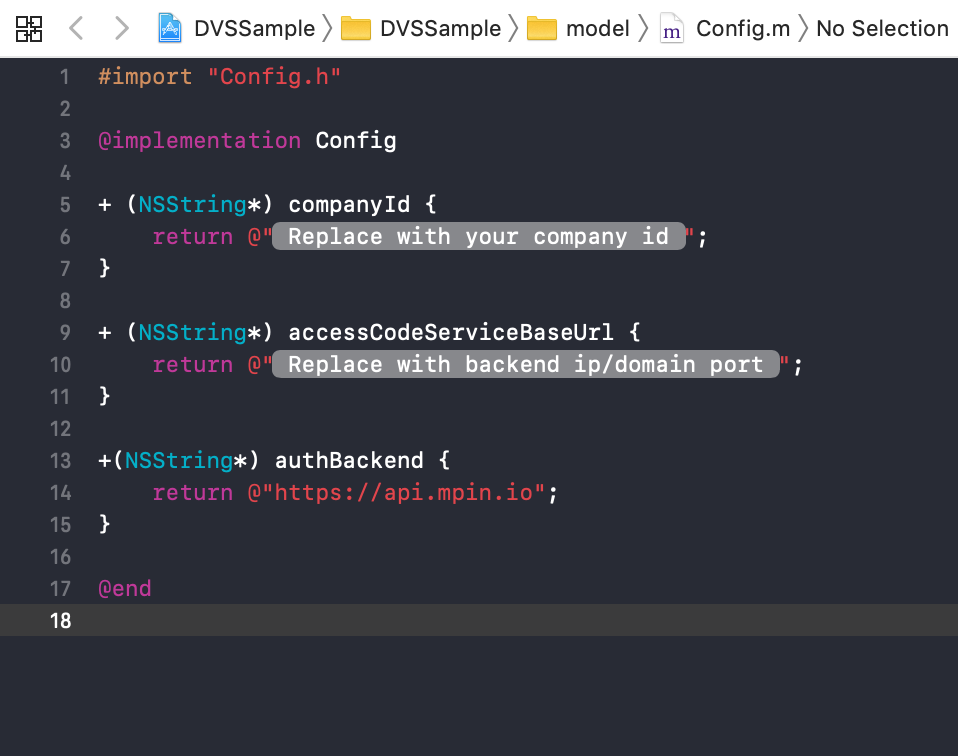 DVSSample DVSSample model m Config.m No Selection
1 #import "Config.h"
2
3 @implementation Config
4
5 + (NSString*) companyId {
6 return @" Replace with your company id ";
7 }
8
9 + (NSString*) accessCodeServiceBaseUrl {
10 return @" Replace with backend ip/domain port ";
11 }
12
13 +(NSString*) authBackend {
14 return @"https://api.mpin.io";
15 }
16
17 @end
18